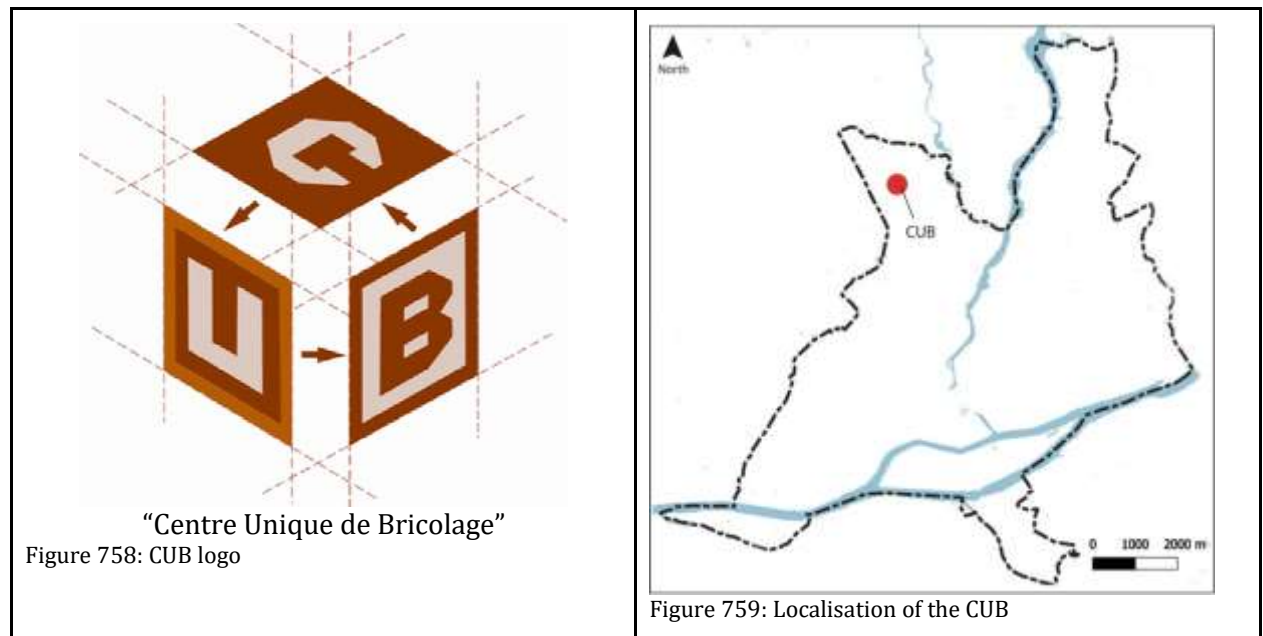 C
U
B
“Centre Unique de Bricolage”
Figure 758: CUB logo
North
CUB
0 1000 2000 m
Figure 759: Localisation of the CUB